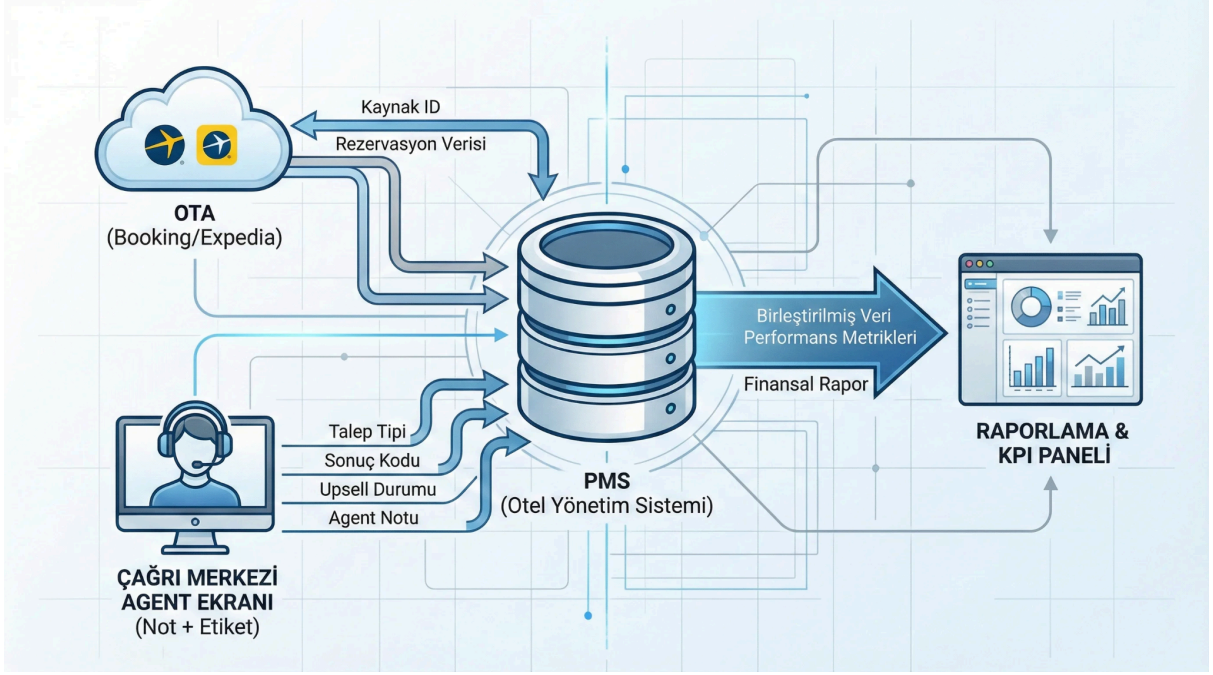 Kaynak ID
Rezervasyon Verisi
OTA
(Booking/Expedia)
Birleştirilmiş Veri
Performans Metrikleri
Finansal Rapor
Talep Tipi
Sonuç Kodu
Upsell Durumu
Agent Notu
PMS
(Otel Yönetim Sistemi)
RAPORLAMA &
KPI PANELİ
ÇAĞRI MERKEZİ
AGENT EKRANI
(Not + Etiket)